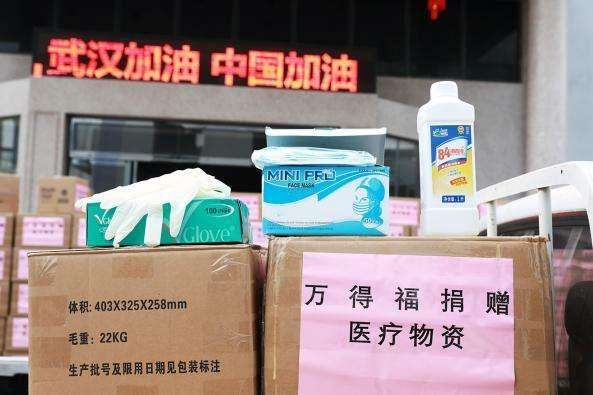 武汉加油 中国加油
MINI PFL
FACE MASK
VGlove
100
84
体积: 403X325X258mm
毛重: 22KG
生产批号及限用日期见包装标注
万得福捐赠
医疗物资